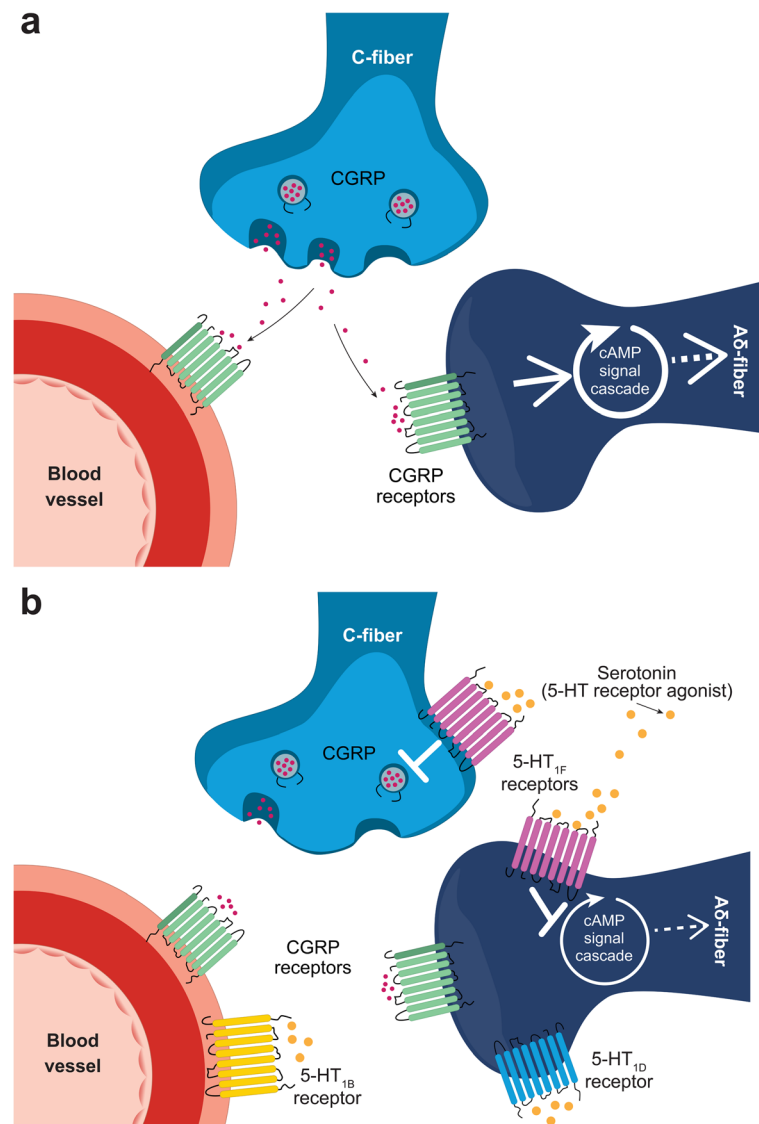 a
C-fiber
CGRP
Blood
vessel
CGRP
receptors
cAMP
signal
cascade
Aδ-fiber
b
C-fiber
CGRP
Serotonin
(5-HT receptor agonist)
5-HT1F
receptors
cAMP
signal
cascade
Aδ-fiber
CGRP
receptors
Blood
vessel
5-HT1B
receptor
5-HT1D
receptor